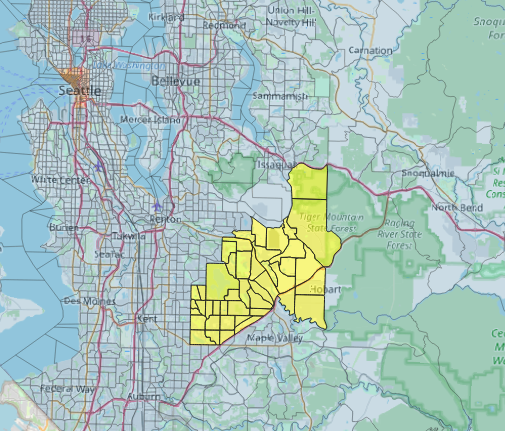 Kirkland
Redmond
Union Hill-
Novelty Hill
Carnation
Lake Washington
Bellevue
Seattle
Sammamish
Mercer Island
Issaquah
White Center
Snoqualmie
North Bend
Renton
Tiger Mountain
State Forest
Raging
River State
Forest
Burien
Tukwila
SeaTac
Hobart
Des Moines
Kent
Maple Valley
Federal Way
Auburn